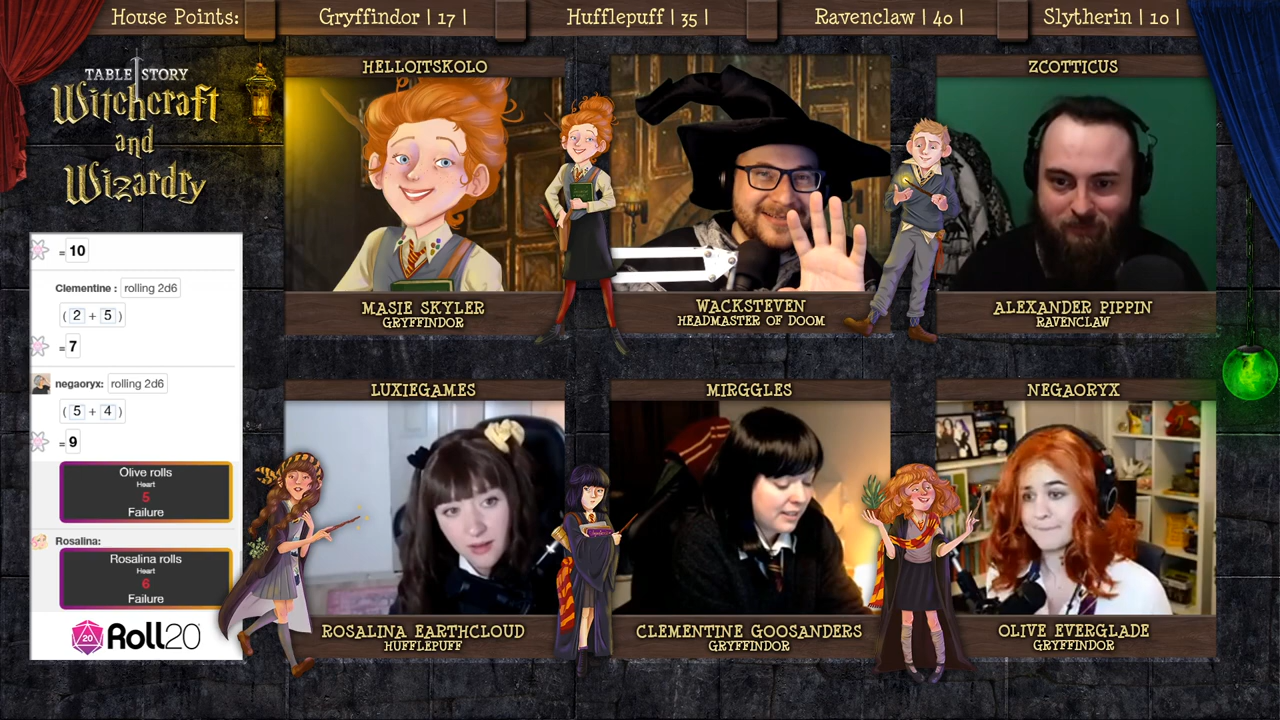 House Points:
Gryffindor | 17 |
Hufflepuff | 35 |
Ravenclaw | 40 |
Slytherin | 10 |
TABLE STORY
Witchcraft
and
Wizardry
HELLOITSKOLO
MASIE SKYLER
GRYFFINDOR
WACKSTEVEN
HEADMASTER OF DOOM
ZCOTTICUS
ALEXANDER PIPPIN
RAVENCLAW
= 10
Clementine : rolling 2d6
( 2 + 5 )
= 7
negaoryx: rolling 2d6
( 5 + 4 )
= 9
Olive rolls
Heart
5
Failure
Rosalina:
Rosalina rolls
Heart
6
Failure
20 Roll20
LUXIEGAMES
ROSALINA EARTHCLOUD
HUFFLEPUFF
MIRGGLES
CLEMENTINE GOOSANDERS
GRYFFINDOR
NEGAORYX
OLIVE EVERGLADE
GRYFFINDOR